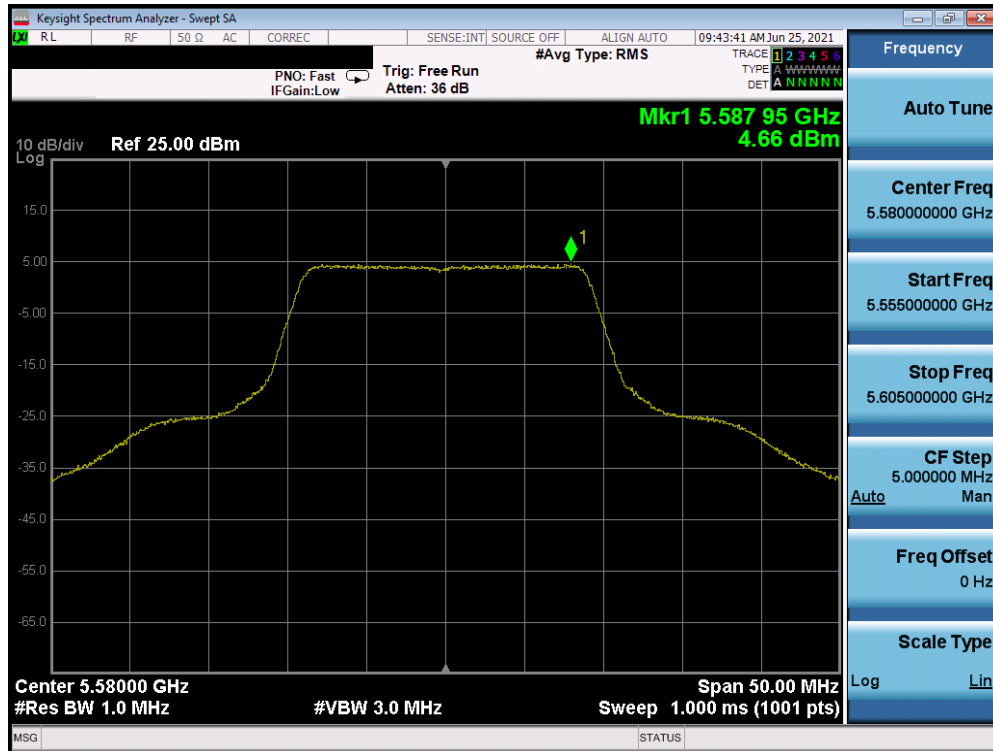 Keysight Spectrum Analyzer - Swept SA
LXI RL RF 50 Ω AC CORREC SENSE:INT SOURCE OFF ALIGN AUTO 09:43:41 AM Jun 25, 2021
#Avg Type: RMS
TRACE 1 2 3 4 5 6
PNO: Fast Trig: Free Run TYPE A WWWWW
IFGain:Low Atten: 36 dB DET A N N N N N
Mkr1 5.587 95 GHz
4.66 dBm
10 dB/div Ref 25.00 dBm
Log
15.0
5.00
-5.00
-15.0
-25.0
-35.0
-45.0
-55.0
-65.0
1
Center 5.58000 GHz Span 50.00 MHz
#Res BW 1.0 MHz #VBW 3.0 MHz Sweep 1.000 ms (1001 pts)
MSG STATUS
Frequency
Auto Tune
Center Freq
5.580000000 GHz
Start Freq
5.555000000 GHz
Stop Freq
5.605000000 GHz
CF Step
5.000000 MHz
Auto Man
Freq Offset
0 Hz
Scale Type
Log Lin